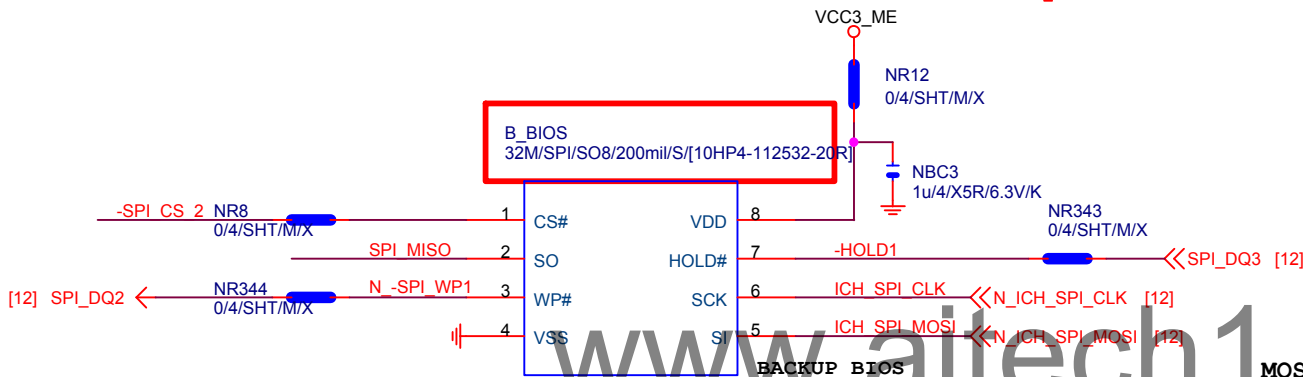 VCC3_ME
NR12
0/4/SHT/M/X
B_BIOS
32M/SPI/SO8/200mil/S/[10HP4-112532-20R]
NBC3
1u/4/X5R/6.3V/K
-SPI_CS_2 NR8
0/4/SHT/M/X
1 CS# VDD 8
NR343
0/4/SHT/M/X
SPI_MISO 2 SO HOLD# 7 -HOLD1 SPI_DQ3 [12]
[12] SPI_DQ2 NR344 N_-SPI_WP1 3 WP# SCK 6 ICH_SPI_CLK N_ICH_SPI_CLK [12]
0/4/SHT/M/X
4 VSS SI 5 ICH_SPI_MOSI N_ICH_SPI_MOSI [12]
www.aitech1
BACKUP BIOS MOS